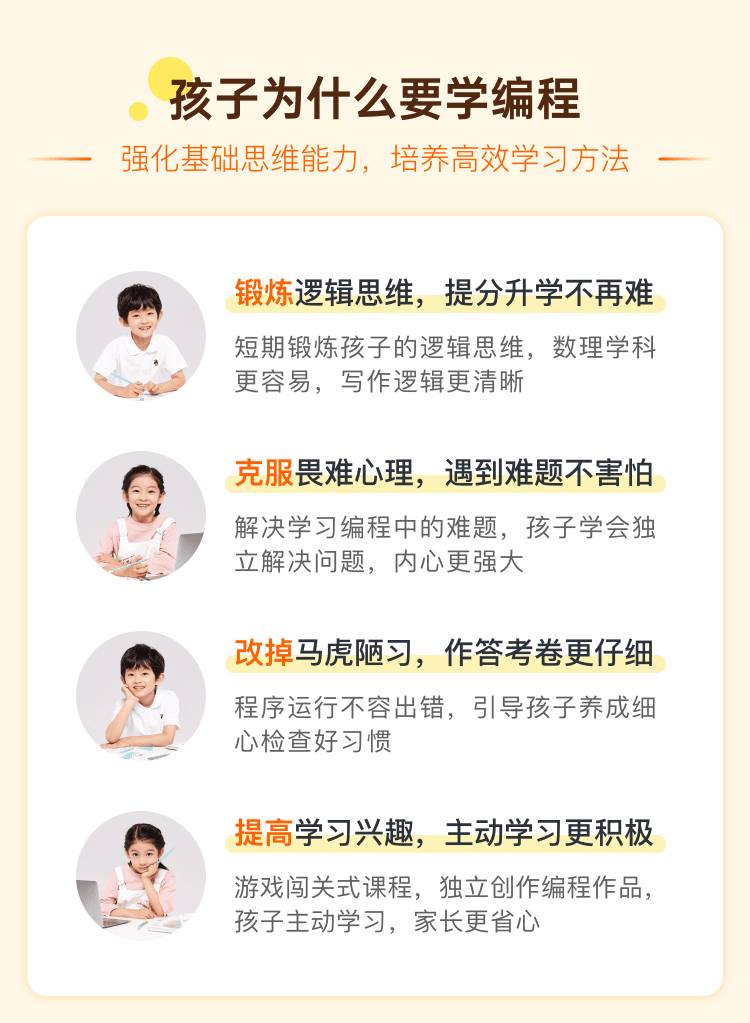 孩子为什么要学编程
强化基础思维能力，培养高效学习方法
锻炼逻辑思维，提分升学不再难
短期锻炼孩子的逻辑思维，数理学科
更容易，写作逻辑更清晰
克服畏难心理，遇到难题不害怕
解决学习编程中的难题，孩子学会独
立解决问题，内心更强大
改掉马虎陋习，作答考卷更仔细
程序运行不容出错，引导孩子养成细
心检查好习惯
提高学习兴趣，主动学习更积极
游戏闯关式课程，独立创作编程作品，
孩子主动学习，家长更省心